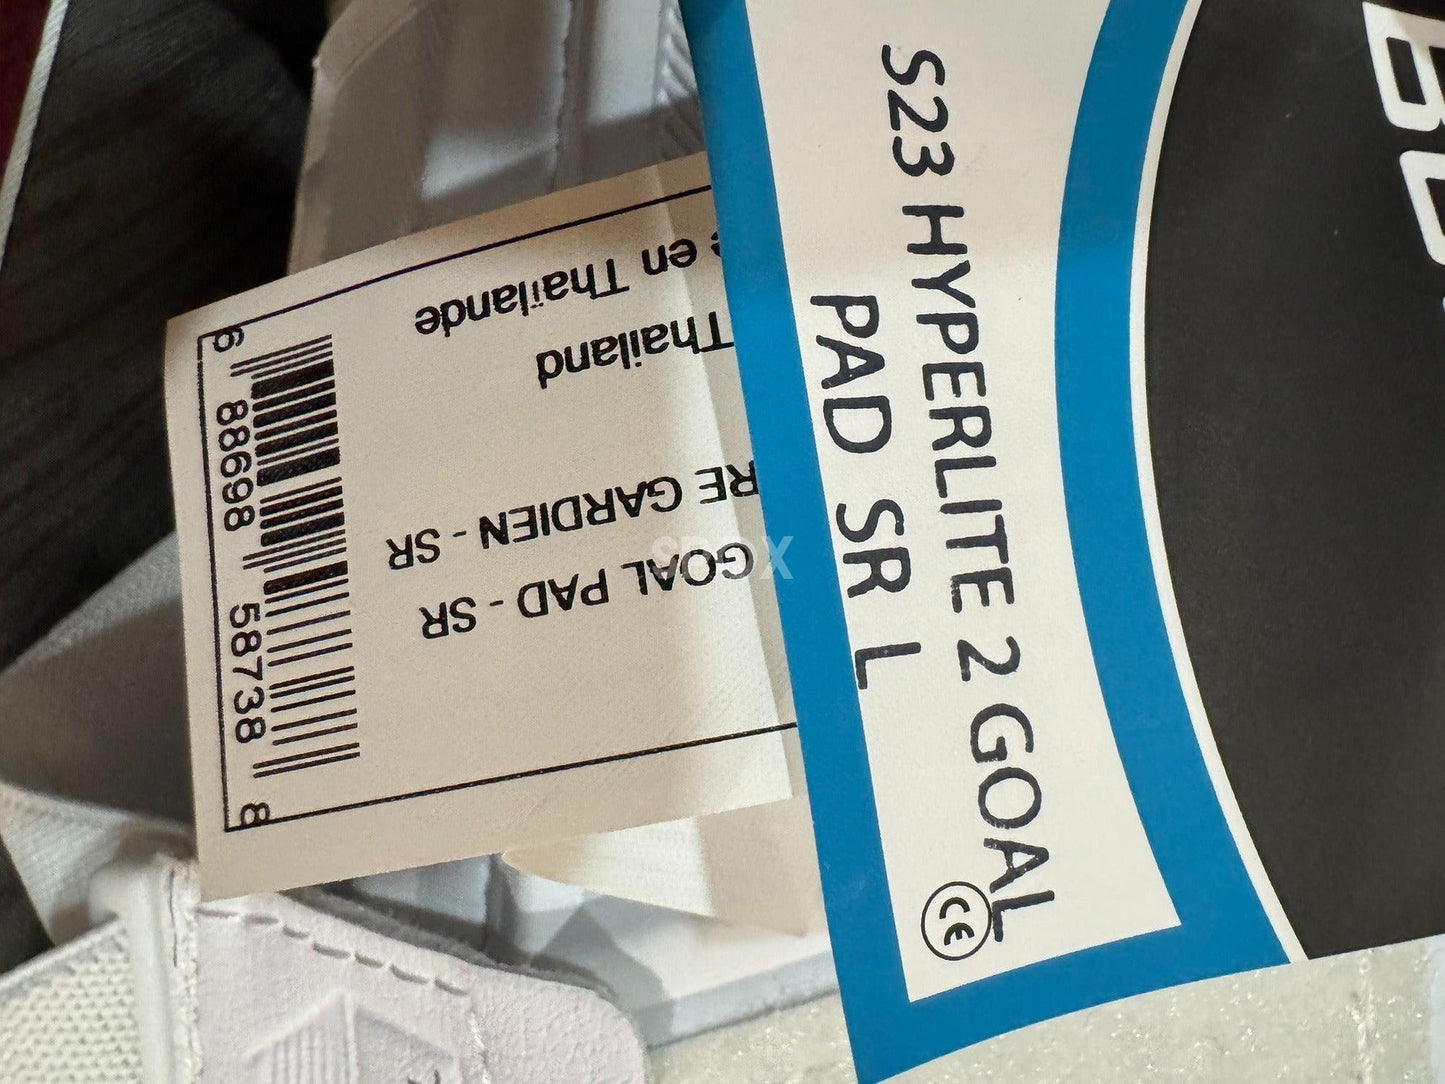 S23 HYPERLITE 2 GOAL
PAD SR L
CE
GOAL PAD - SR
RE GARDIEN - SR
Thailand
e en Thaïlande
6 88698 58738 8